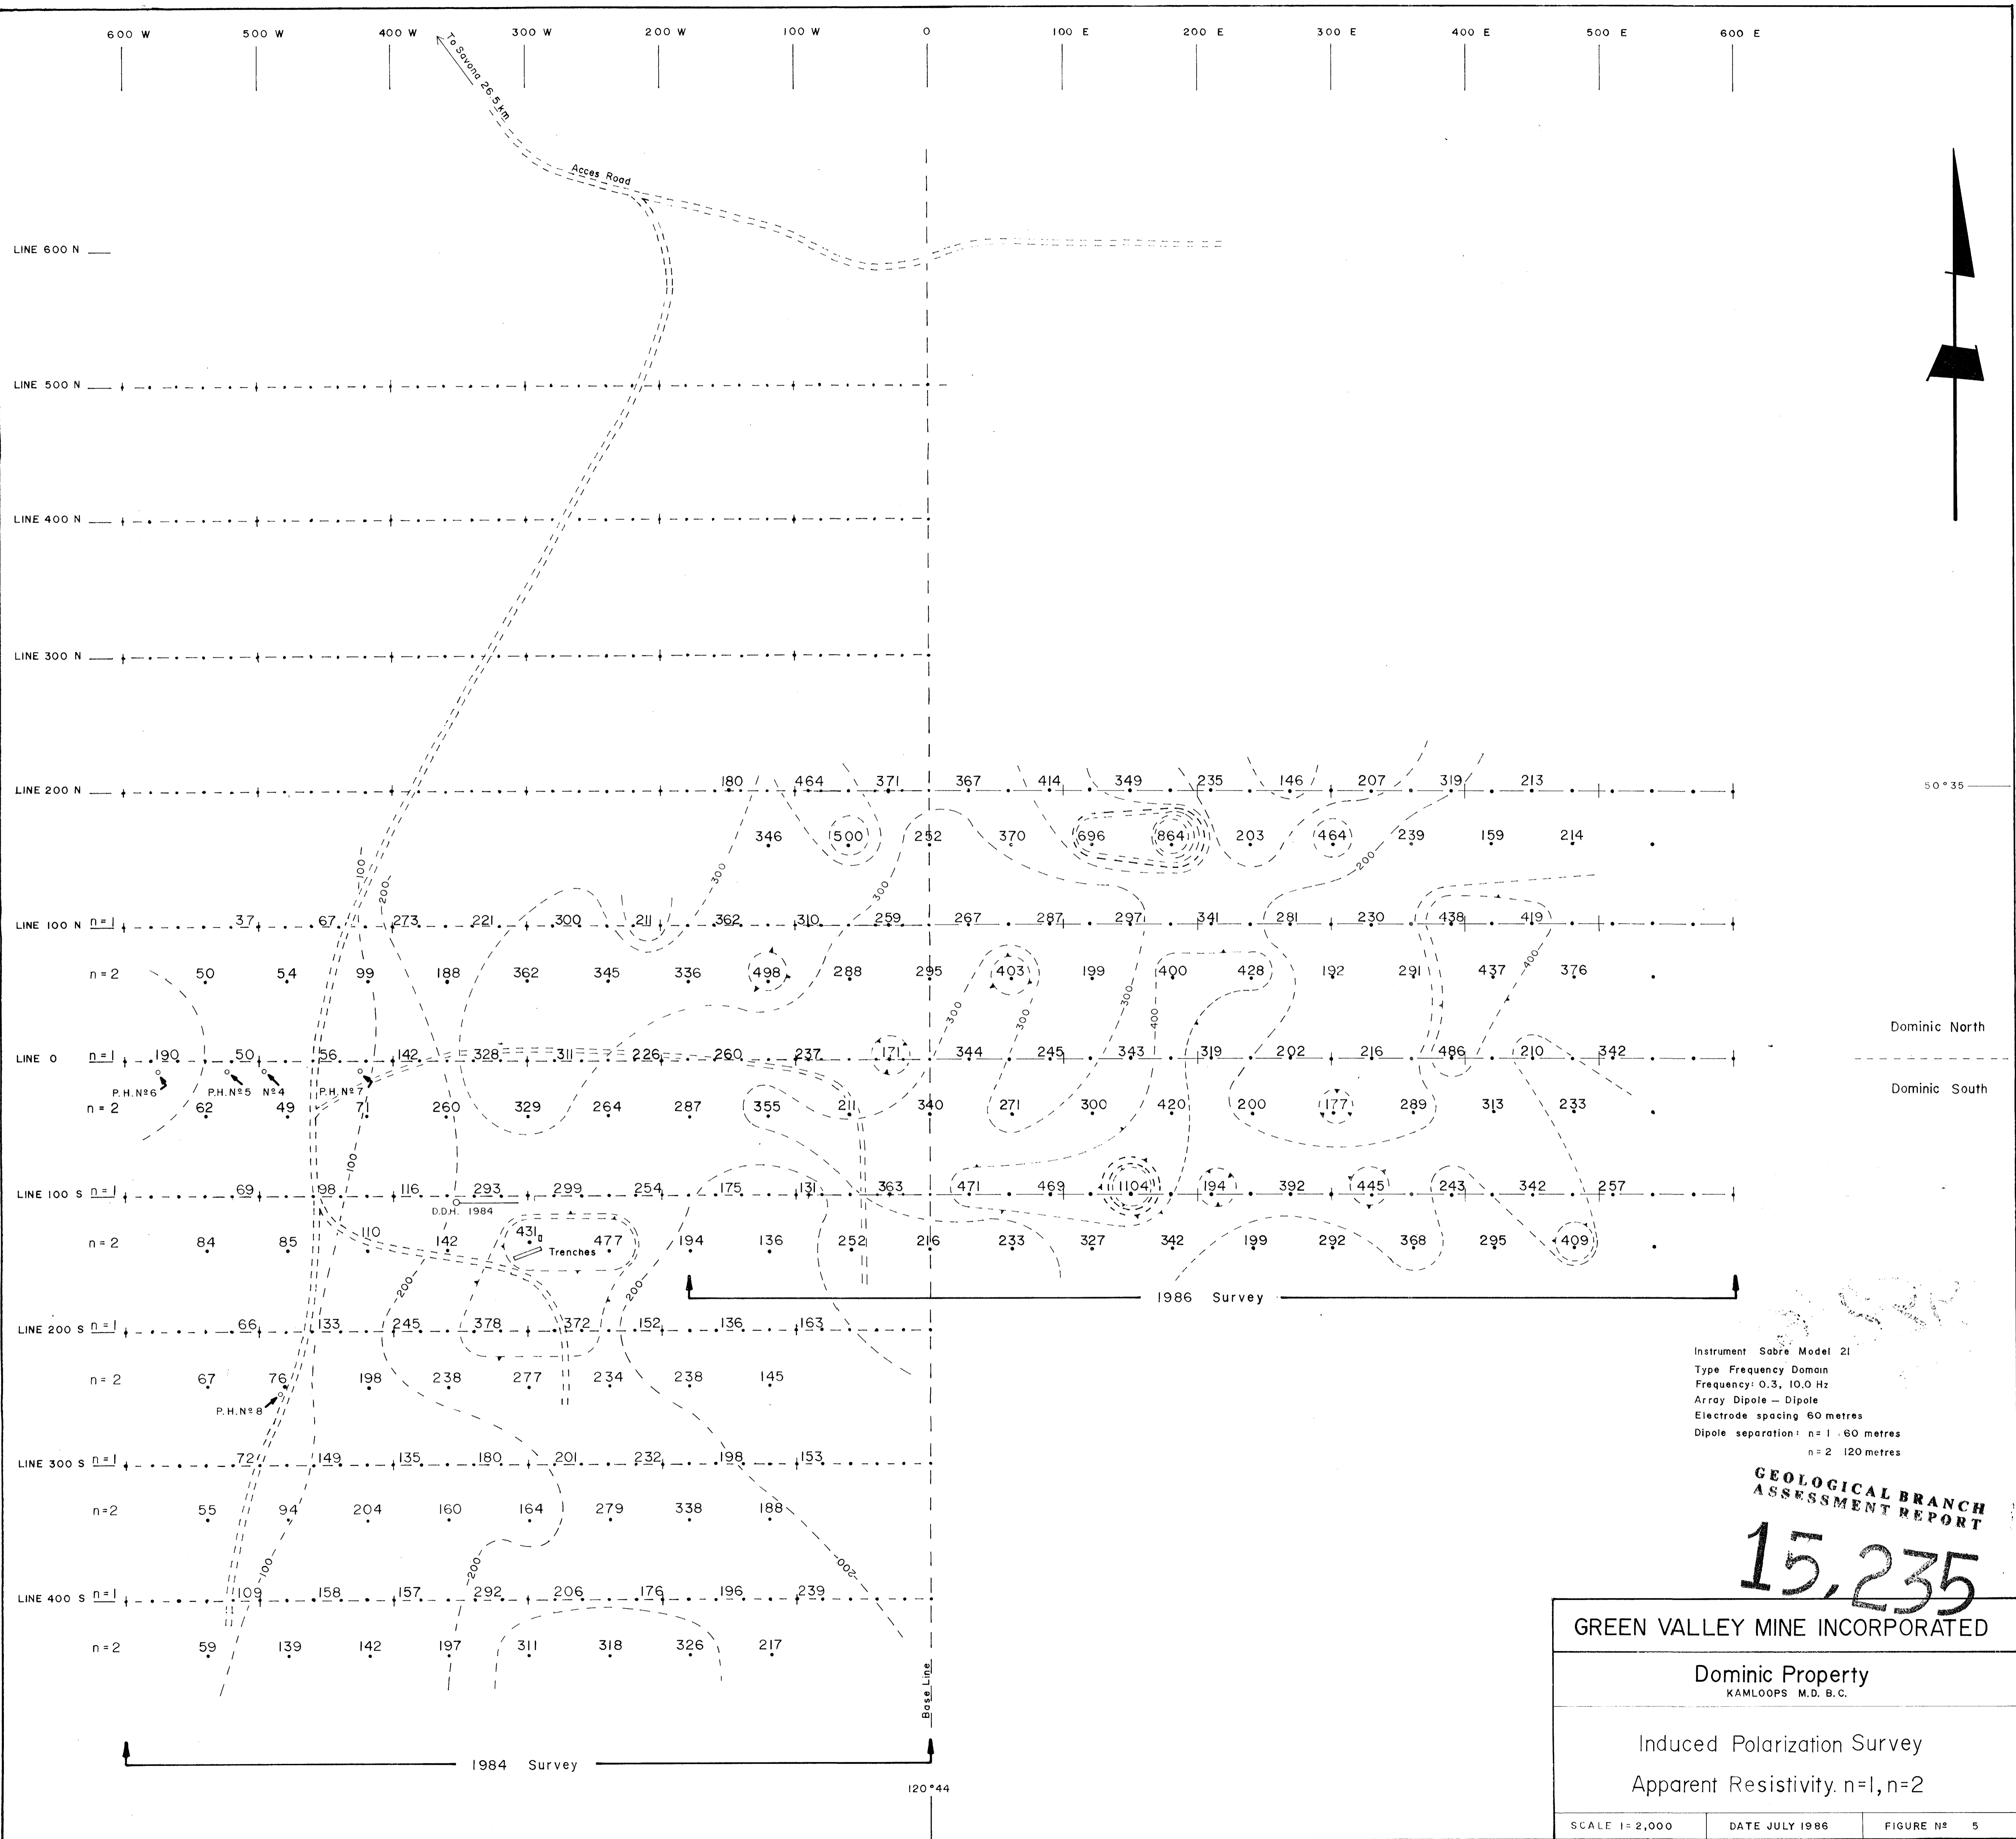 600 W 500 W 400 W 300 W 200 W 100 W 0 100 E 200 E 300 E 400 E 500 E 600 E
To Savona 26.5 km
Acces Road
LINE 600 N
LINE 500 N
LINE 400 N
LINE 300 N
LINE 200 N 180 464 371 367 414 349 235 146 207 319 213
50°35
346 500 252 370 696 864 203 464 239 159 214
200
300
100
200
300
LINE 100 N n=1 37 67 273 221 300 211 362 310 259 267 287 297 341 281 230 438 419
400
n=2 50 54 99 188 362 345 336 498 288 295 403 199 400 428 192 291 437 376
300
300 300 400
Dominic North
LINE 0 n=1 190 50 56 142 328 311 226 260 237 171 344 245 343 319 202 216 486 210 342
Dominic South
P.H.Nº6 P.H.Nº5 Nº4 P.H.Nº7
n=2 62 49 71 260 329 264 287 355 211 340 271 300 420 200 177 289 313 233
100
LINE 100 S n=1 69 98 116 293 299 254 175 131 363 471 469 1104 194 392 445 243 342 257
D.D.H. 1984
n=2 84 85 110 142 431 477 194 136 252 216 233 327 342 199 292 368 295 409
Trenches
200 200
1986 Survey
LINE 200 S n=1 66 133 245 378 372 152 136 163
n=2 67 76 198 238 277 234 238 145
P.H.Nº8
LINE 300 S n=1 72 149 135 180 201 232 198 153
n=2 55 94 204 160 164 279 338 188
100 200 200
LINE 400 S n=1 109 158 157 292 206 176 196 239
n=2 59 139 142 197 311 318 326 217
Base Line
1984 Survey
120°44
Instrument Sabre Model 21
Type Frequency Domain
Frequency: 0.3, 10.0 Hz
Array Dipole – Dipole
Electrode spacing 60 metres
Dipole separation: n= 1 60 metres
n= 2 120 metres
GEOLOGICAL BRANCH
ASSESSMENT REPORT
15,235
GREEN VALLEY MINE INCORPORATED
Dominic Property
KAMLOOPS M.D. B.C.
Induced Polarization Survey
Apparent Resistivity. n=1, n=2
SCALE 1=2,000 DATE JULY 1986 FIGURE Nº 5